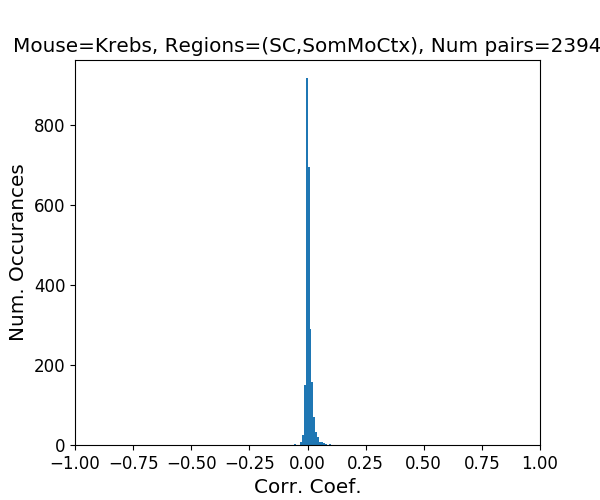 Mouse=Krebs, Regions=(SC,SomMoCtx), Num pairs=2394
Num. Occurances
800
600
400
200
0
−1.00 −0.75 −0.50 −0.25 0.00 0.25 0.50 0.75 1.00
Corr. Coef.